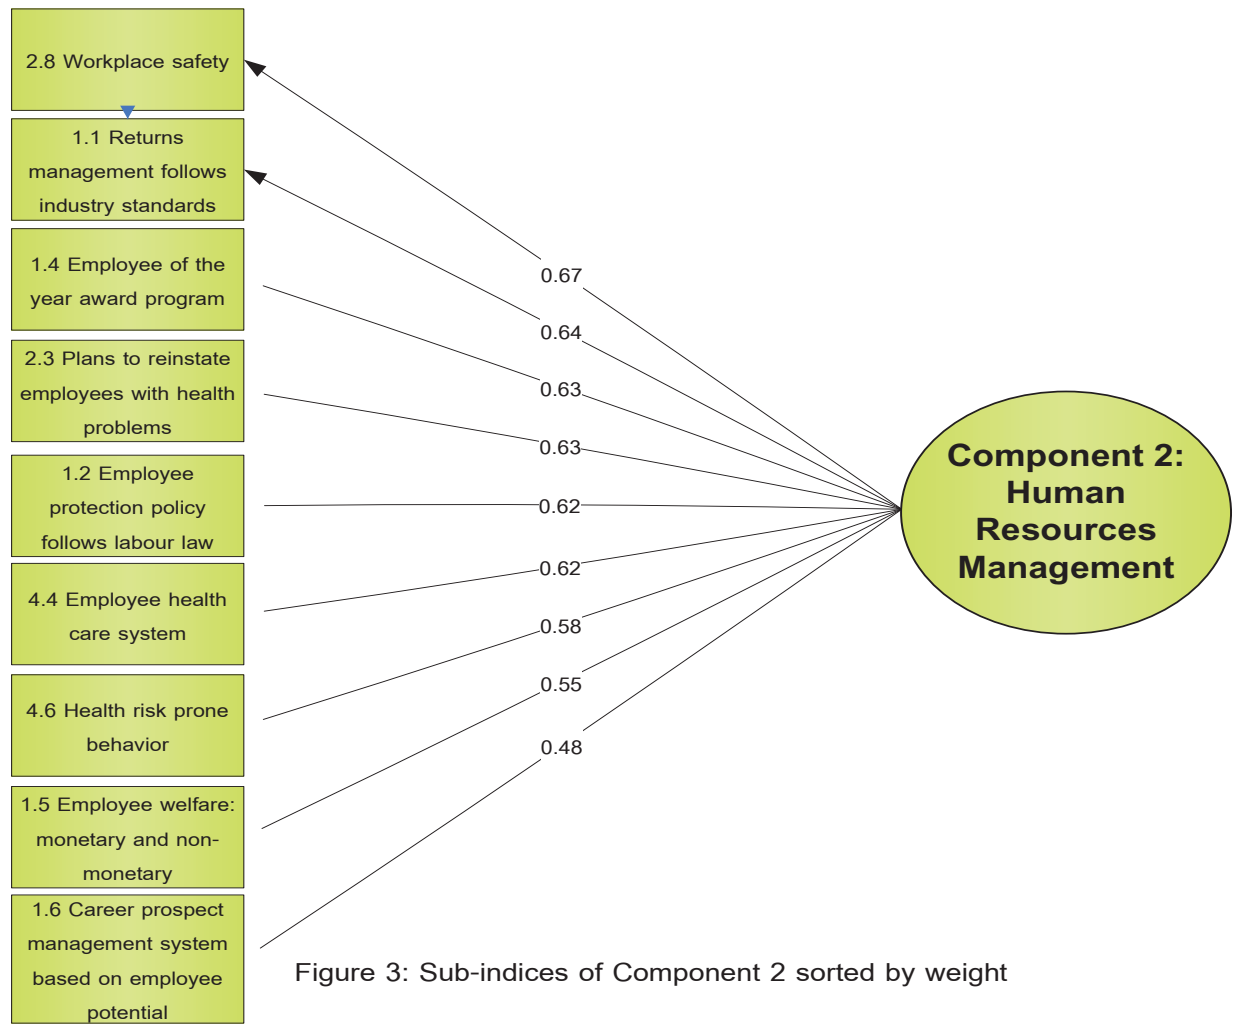 2.8 Workplace safety
1.1 Returns
management follows
industry standards
1.4 Employee of the
year award program
2.3 Plans to reinstate
employees with health
problems
1.2 Employee
protection policy
follows labour law
4.4 Employee health
care system
4.6 Health risk prone
behavior
1.5 Employee welfare:
monetary and non-
monetary
1.6 Career prospect
management system
based on employee
potential
0.67
0.64
0.63
0.63
0.62
0.62
0.58
0.55
0.48
Component 2:
Human
Resources
Management
Figure 3: Sub-indices of Component 2 sorted by weight